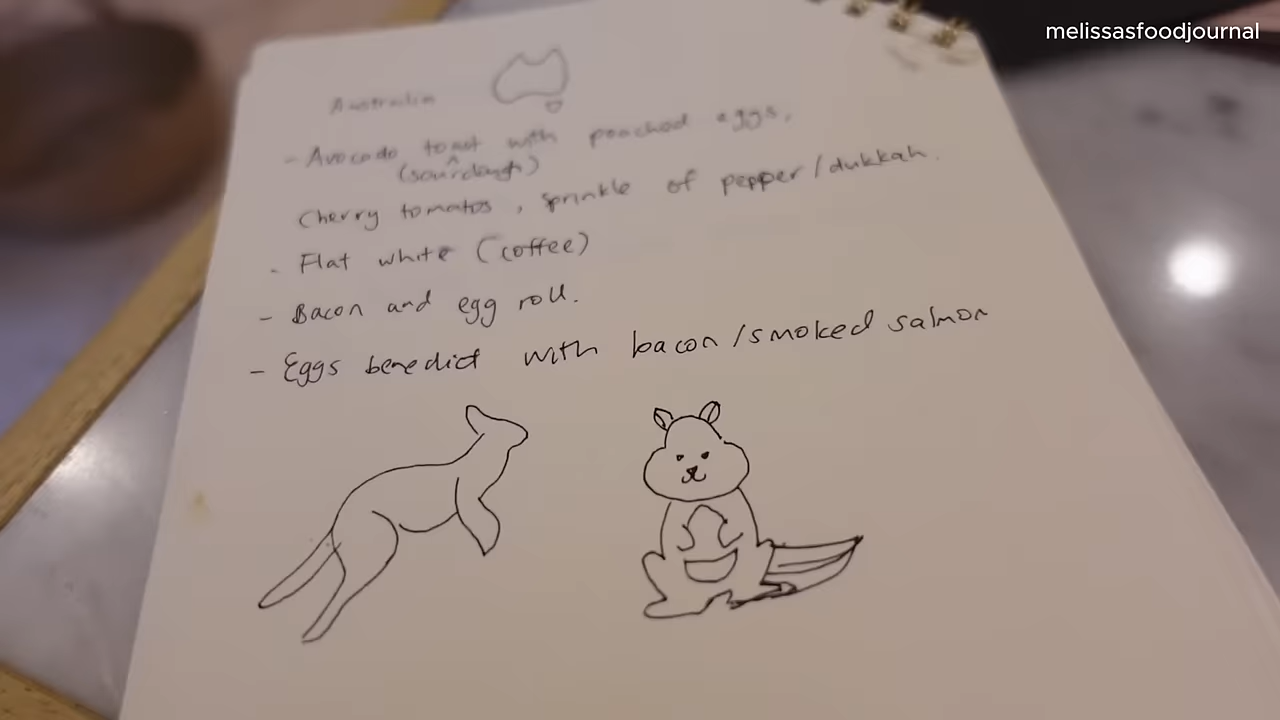 melissasfoodjournal
Australia
- Avocado toast with poached eggs,
(sourdough)
Cherry tomatos, sprinkle of pepper/dukkah.
- Flat white (coffee)
- Bacon and egg roll.
- Eggs benedict with bacon/smoked salmon